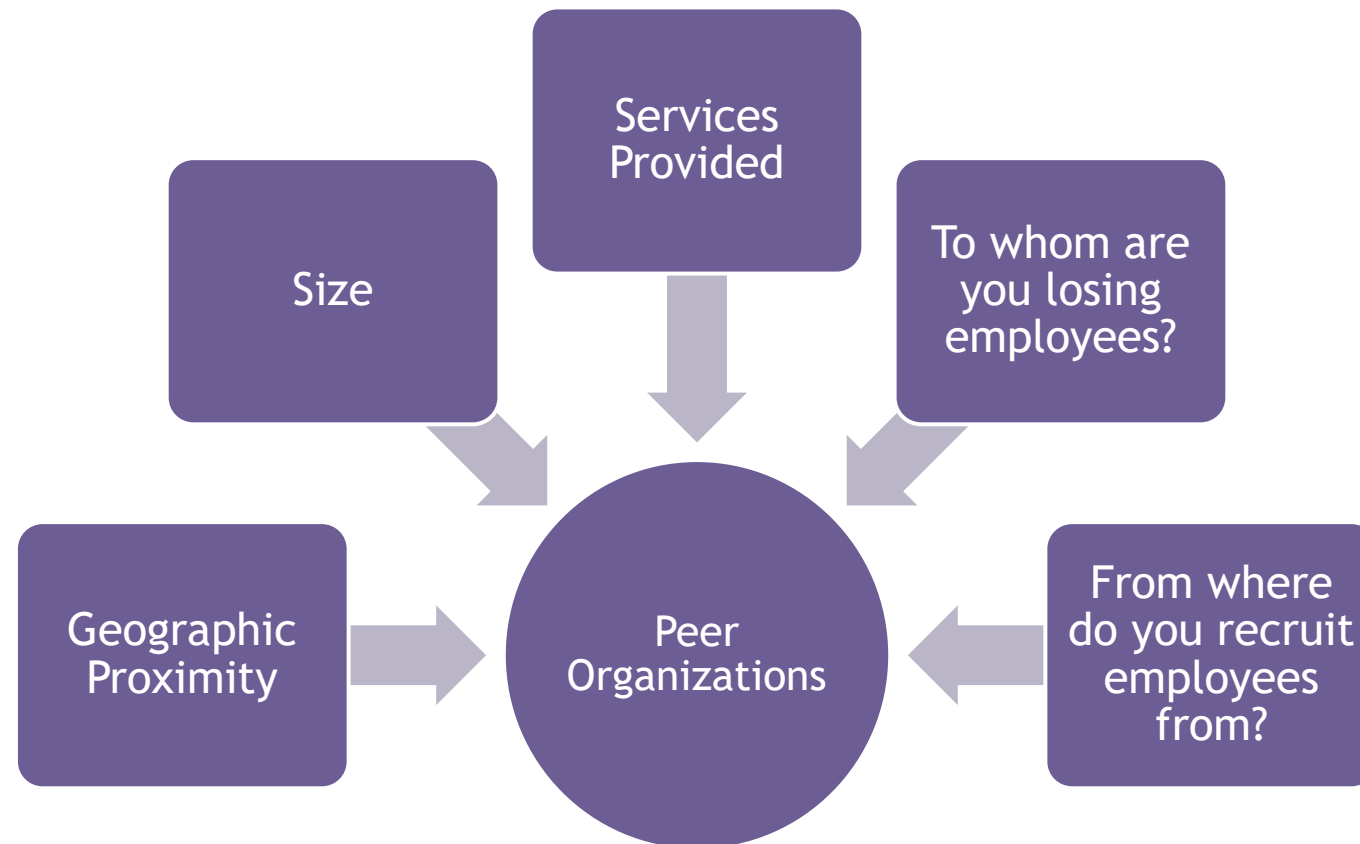 Services
Provided
Size
To whom are
you losing
employees?
Geographic
Proximity
Peer
Organizations
From where
do you recruit
employees
from?